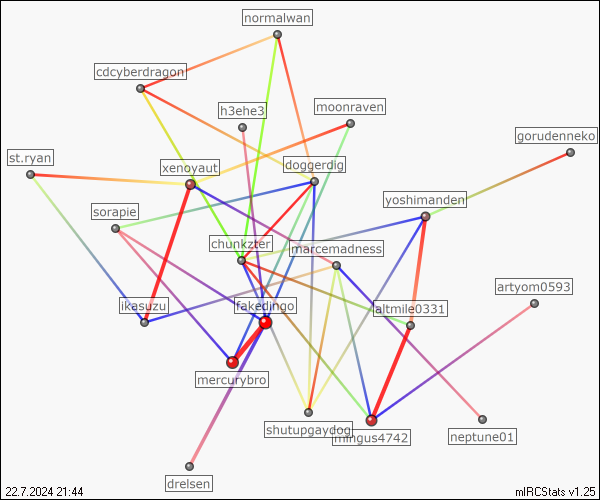 normalwan
cdcyberdragon
h3ehe3
moonraven
gorudenneko
st.ryan
xenoyaut
doggerdig
yoshimanden
sorapie
chunkzter
marcemadness
artyom0593
ikasuzu
fakedingo
altmile0331
mercurybro
shutupgaydog
mingus4742
neptune01
drelsen
22.7.2024 21:44
mIRCStats v1.25